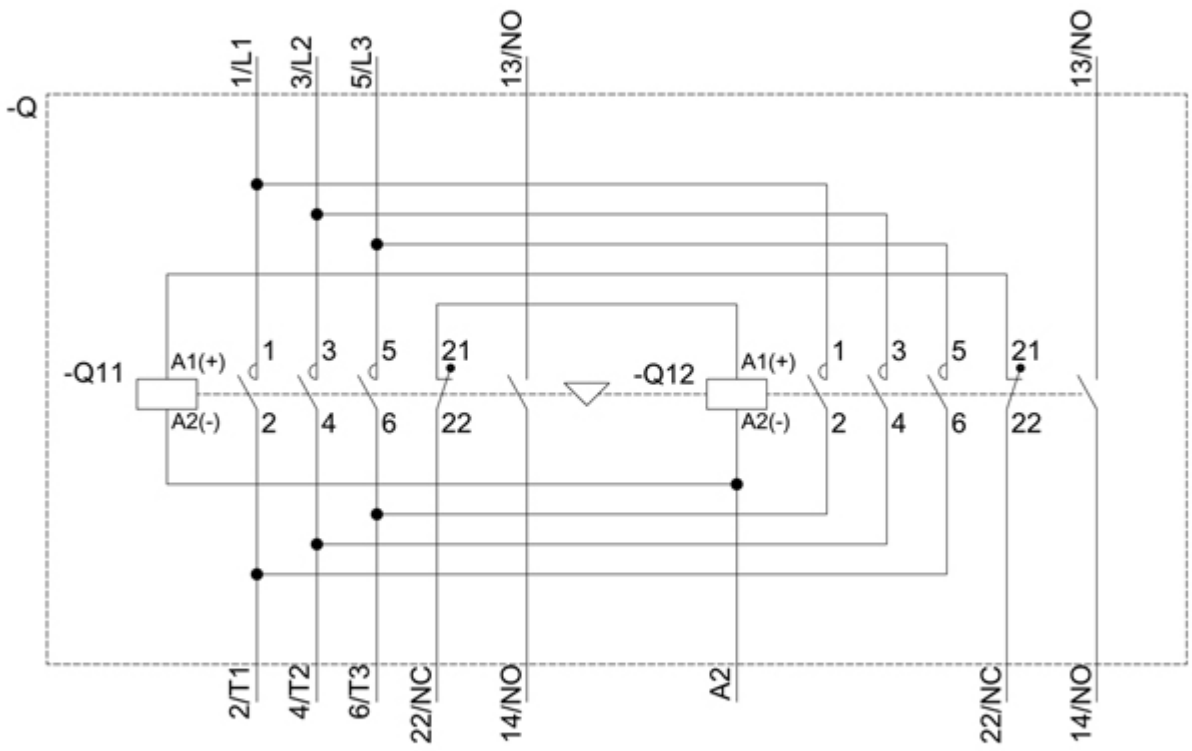 1/L1
3/L2
5/L3
13/NO
13/NO
-Q
1
3
5
21
1
3
5
21
-Q11
A1(+)
-Q12
A1(+)
A2(-)
2
4
6
22
A2(-)
2
4
6
22
2/T1
4/T2
6/T3
22/NC
14/NO
A2
22/NC
14/NO